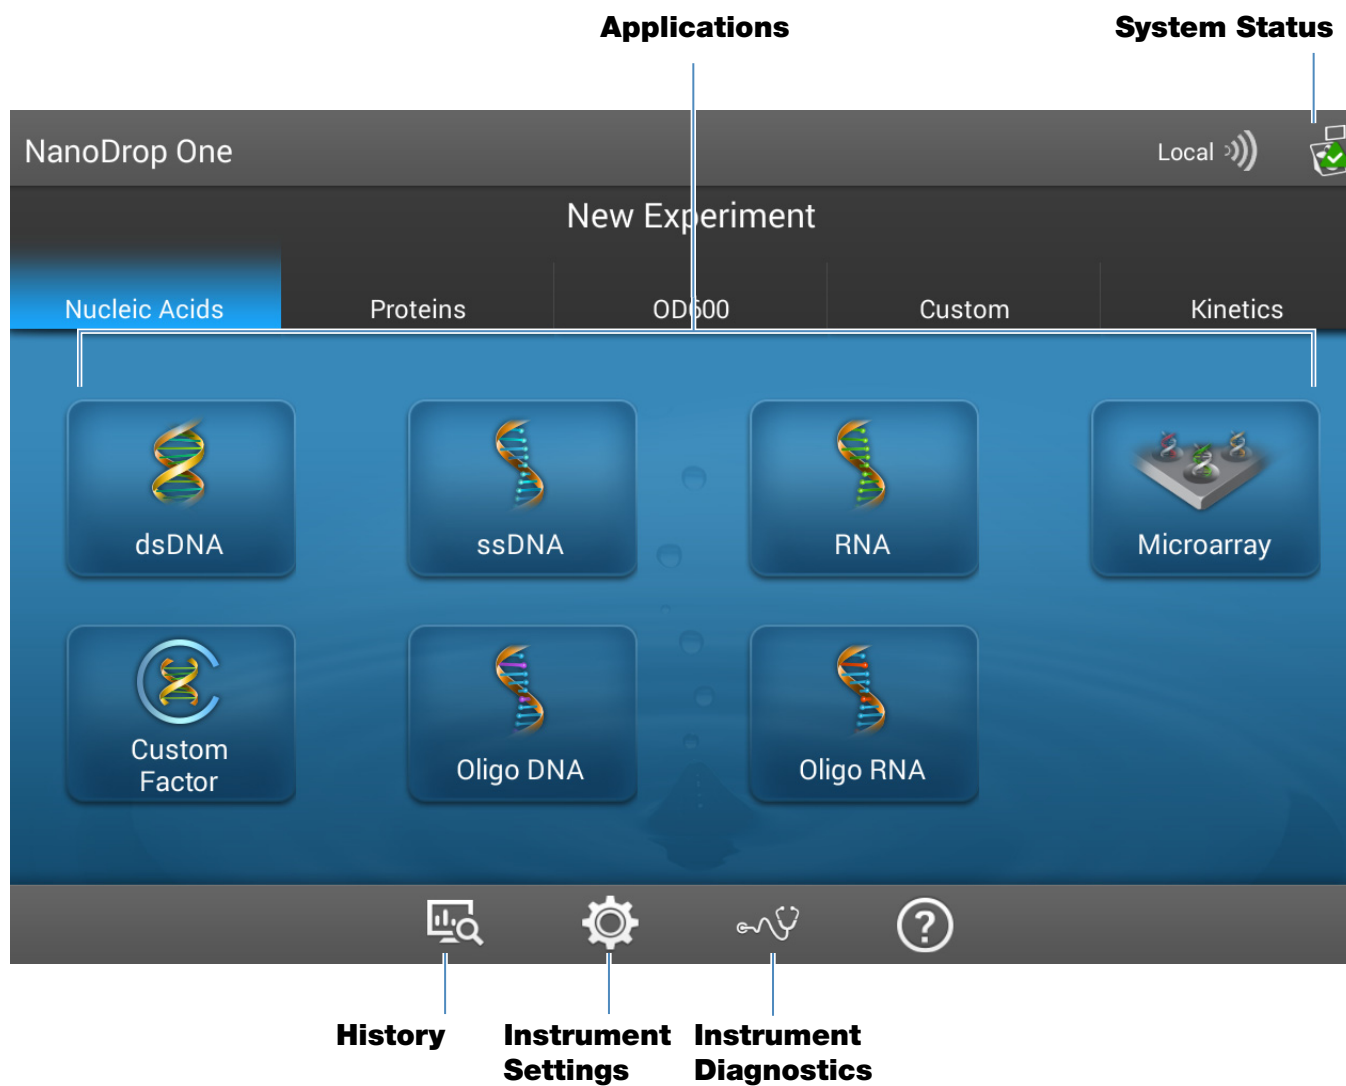 Applications
System Status
NanoDrop One
Local
New Experiment
Nucleic Acids
Proteins
OD600
Custom
Kinetics
dsDNA
ssDNA
RNA
Microarray
Custom
Factor
Oligo DNA
Oligo RNA
?
History
Instrument
Settings
Instrument
Diagnostics